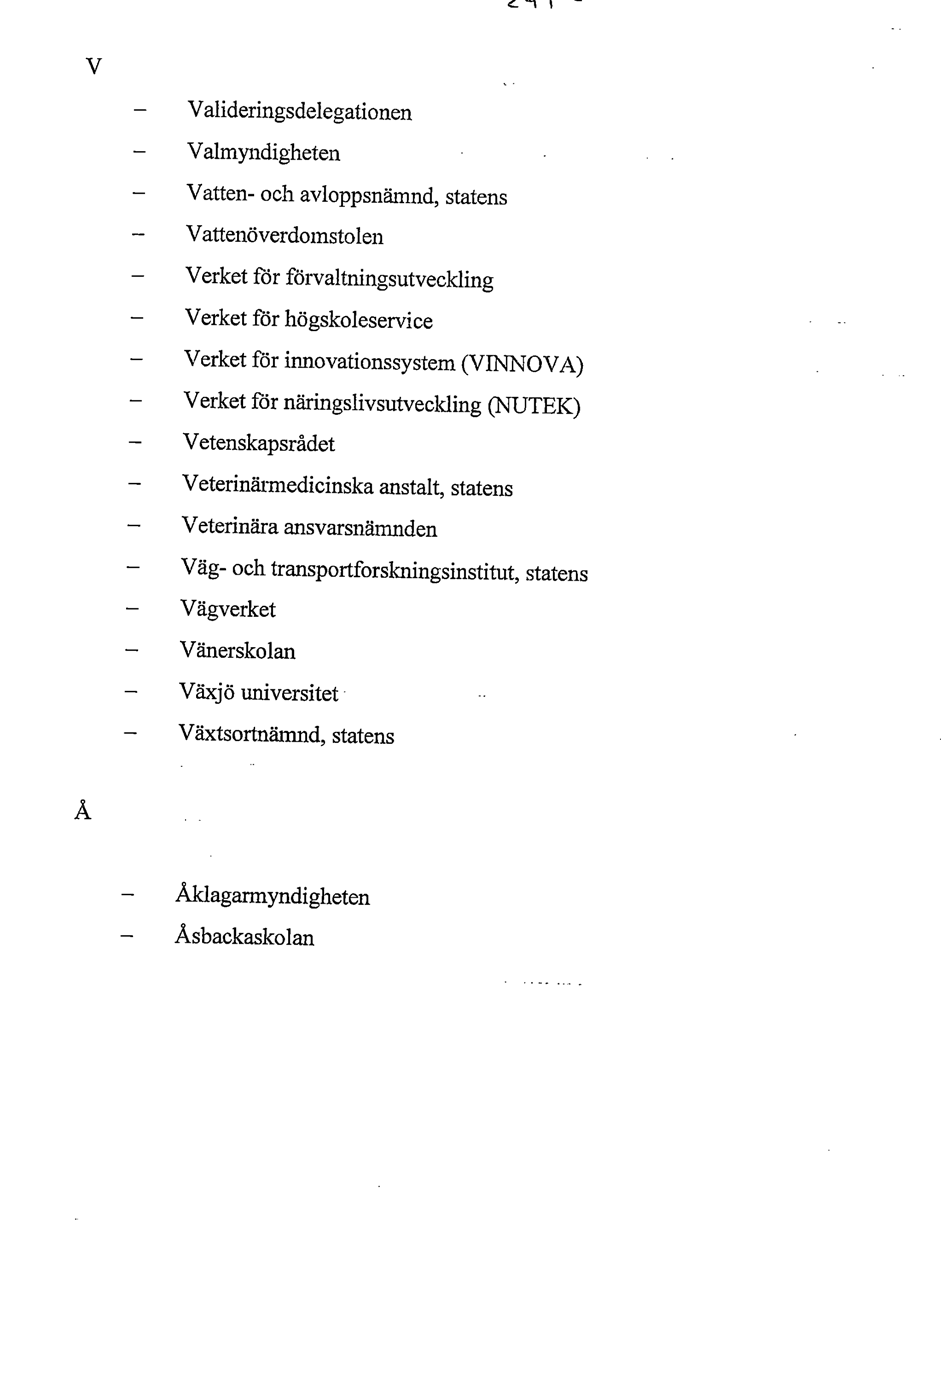 V
– Valideringsdelegationen
– Valmyndigheten
– Vatten- och avloppsnämnd, statens
– Vattenöverdomstolen
– Verket för förvaltningsutveckling
– Verket för högskoleservice
– Verket för innovationssystem (VINNOVA)
– Verket för näringslivsutveckling (NUTEK)
– Vetenskapsrådet
– Veterinärmedicinska anstalt, statens
– Veterinära ansvarsnämnden
– Väg- och transportforskningsinstitut, statens
– Vägverket
– Vänerskolan
– Växjö universitet
– Växtsortnämnd, statens
Å
– Åklagarmyndigheten
– Åsbackaskolan